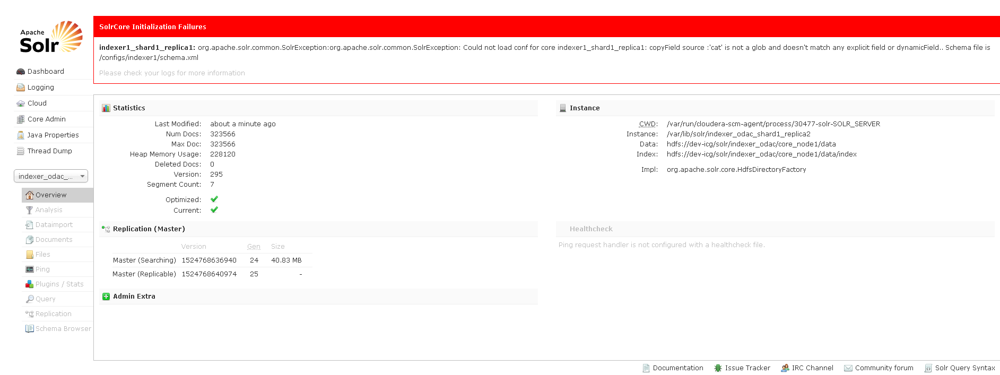 Apache
Solr
Dashboard
Logging
Cloud
Core Admin
Java Properties
Thread Dump
indexer_odac_...
Overview
Analysis
Dataimport
Documents
Files
Ping
Plugins / Stats
Query
Replication
Schema Browser
SolrCore Initialization Failures
indexer1_shard1_replica1: org.apache.solr.common.SolrException:org.apache.solr.common.SolrException: Could not load conf for core indexer1_shard1_replica1: copyField source :'cat' is not a glob and doesn't match any explicit field or dynamicField.. Schema file is
/configs/indexer1/schema.xml
Please check your logs for more information
Statistics
Last Modified: about a minute ago
Num Docs: 323566
Max Doc: 323566
Heap Memory Usage: 228120
Deleted Docs: 0
Version: 295
Segment Count: 7
Optimized:
Current:
Instance
CWD: /var/run/cloudera-scm-agent/process/30477-solr-SOLR_SERVER
Instance: /var/lib/solr/indexer_odac_shard1_replica2
Data: hdfs://dev-icg/solr/indexer_odac/core_node1/data
Index: hdfs://dev-icg/solr/indexer_odac/core_node1/data/index
Impl: org.apache.solr.core.HdfsDirectoryFactory
Replication (Master)
Version Gen Size
Master (Searching) 1524768636940 24 40.83 MB
Master (Replicable) 1524768640974 25 -
Healthcheck
Ping request handler is not configured with a healthcheck file.
Admin Extra
Documentation Issue Tracker IRC Channel Community forum Solr Query Syntax